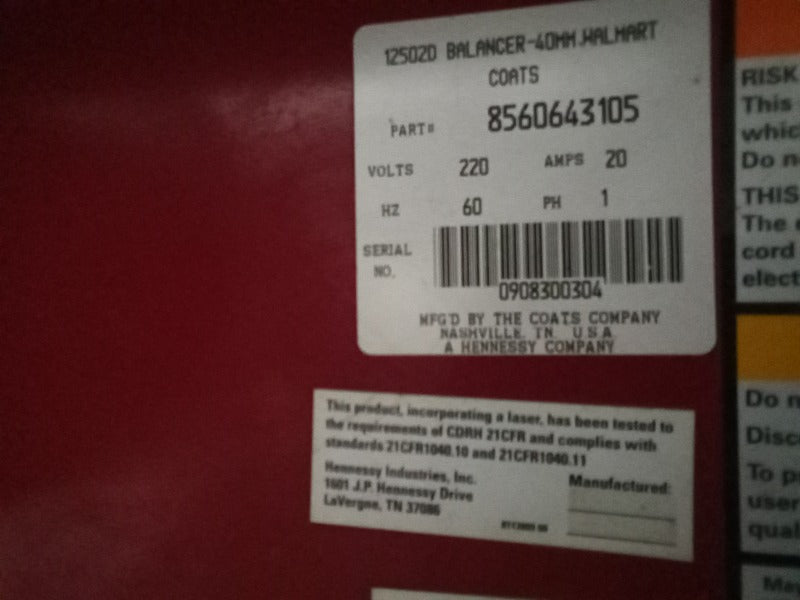 12502D BALANCER-40MM.WALMART
COATS
PART# 8560643105
VOLTS 220 AMPS 20
HZ 60 PH 1
SERIAL
NO.
0908300304
MFG'D BY THE COATS COMPANY
NASHVILLE, TN. U.S.A.
A HENNESSY COMPANY
This product, incorporating a laser, has been tested to
the requirements of CDRH 21CFR and complies with
standards 21CFR1040.10 and 21CFR1040.11
Hennessy Industries, Inc.
1601 J.P. Hennessy Drive
LaVergne, TN 37086
Manufactured:
RISK
This
whic
Do n
THIS
The
cord
elect
Do n
Disc
To p
user
qual